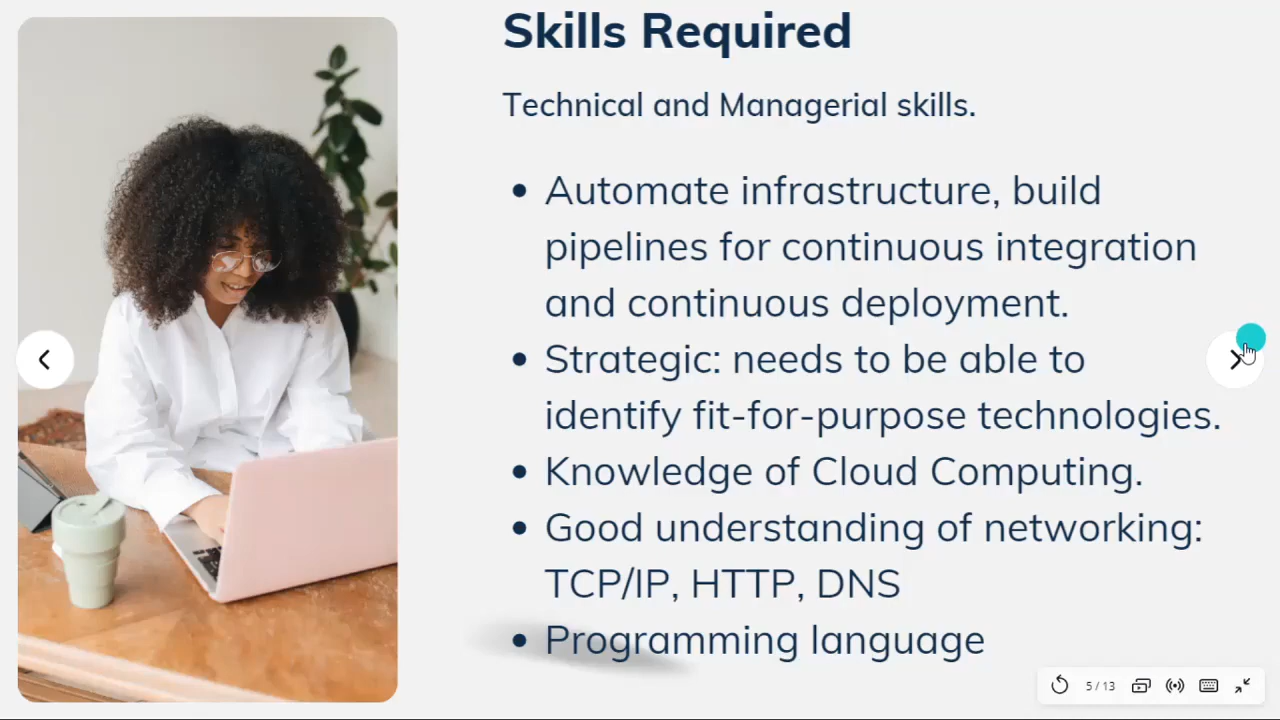 Skills Required
Technical and Managerial skills.
• Automate infrastructure, build
pipelines for continuous integration
and continuous deployment.
• Strategic: needs to be able to
identify fit-for-purpose technologies.
• Knowledge of Cloud Computing.
• Good understanding of networking:
TCP/IP, HTTP, DNS
• Programming language
5 / 13